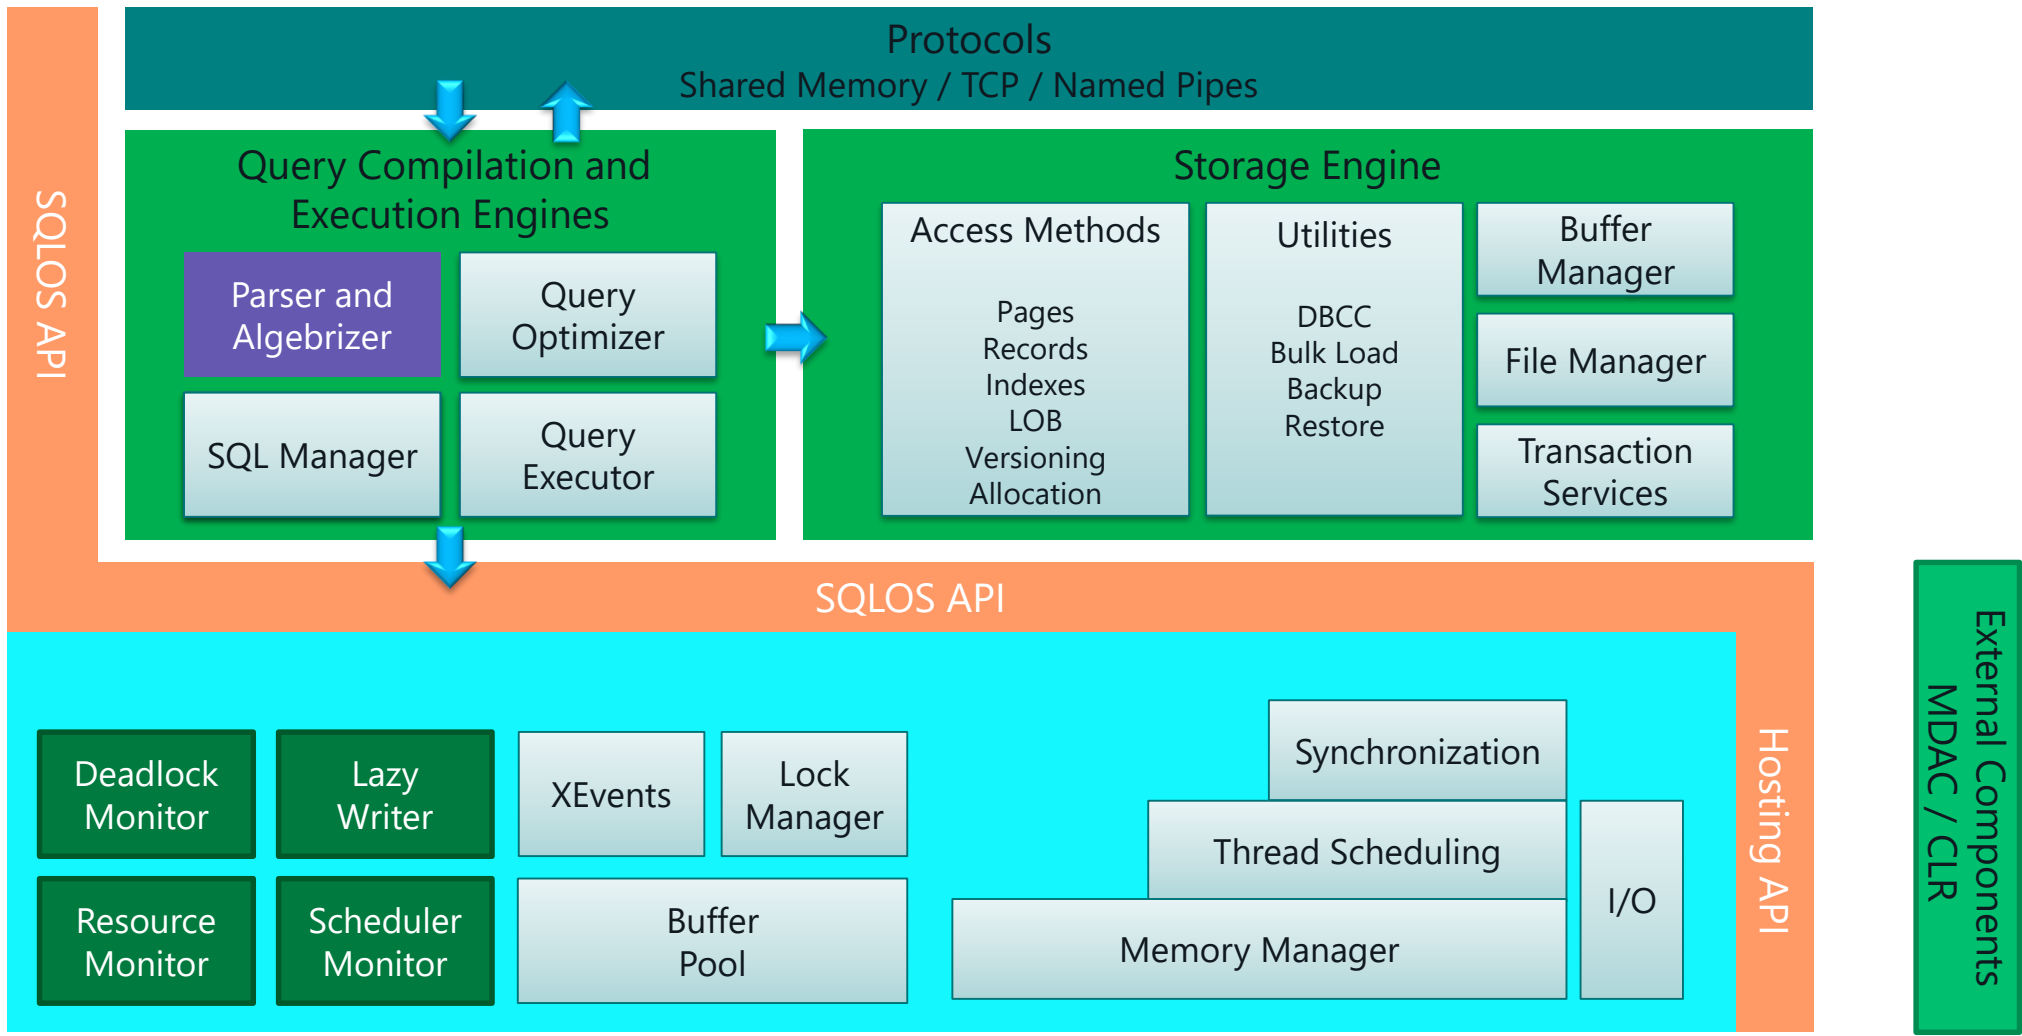 Protocols
Shared Memory / TCP / Named Pipes
SQLOS API
Query Compilation and
Execution Engines
Parser and
Algebrizer
Query
Optimizer
SQL Manager
Query
Executor
Storage Engine
Access Methods
Pages
Records
Indexes
LOB
Versioning
Allocation
Utilities
DBCC
Bulk Load
Backup
Restore
Buffer
Manager
File Manager
Transaction
Services
SQLOS API
Deadlock
Monitor
Lazy
Writer
XEvents
Lock
Manager
Resource
Monitor
Scheduler
Monitor
Buffer
Pool
Synchronization
Thread Scheduling
Memory Manager
I/O
Hosting API
External Components
MDAC / CLR